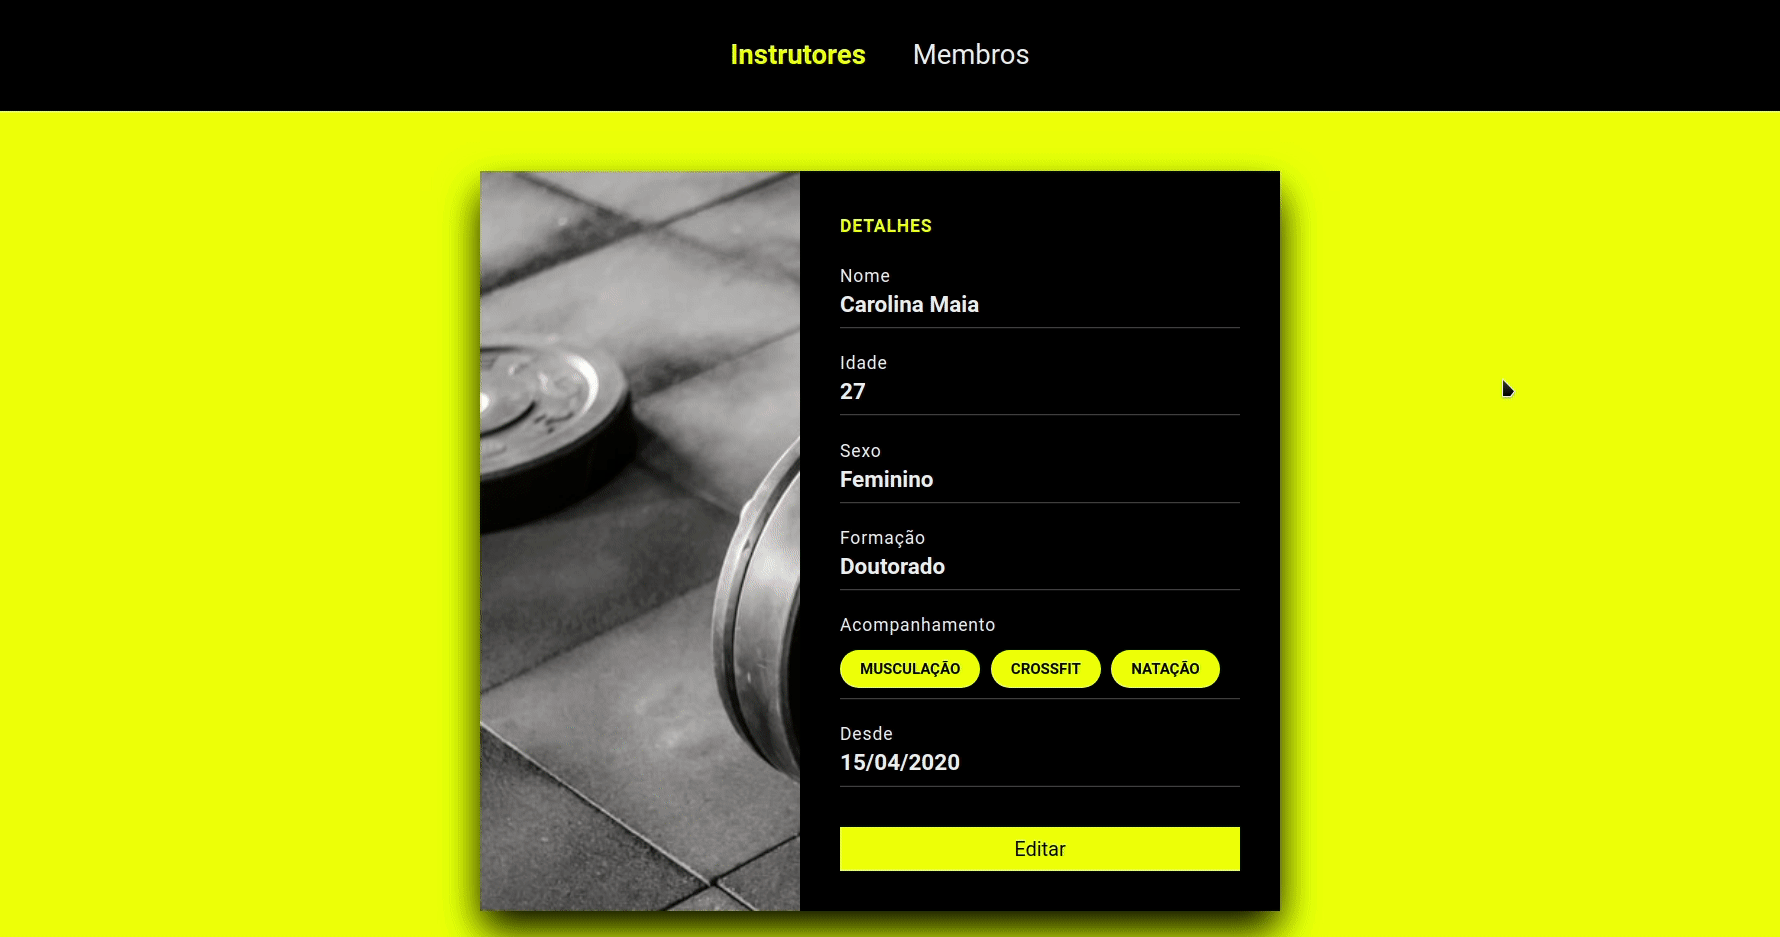 Instrutores Membros
DETALHES
Nome
Carolina Maia
Idade
27
Sexo
Feminino
Formação
Doutorado
Acompanhamento
MUSCULAÇÃO CROSSFIT NATAÇÃO
Desde
15/04/2020
Editar